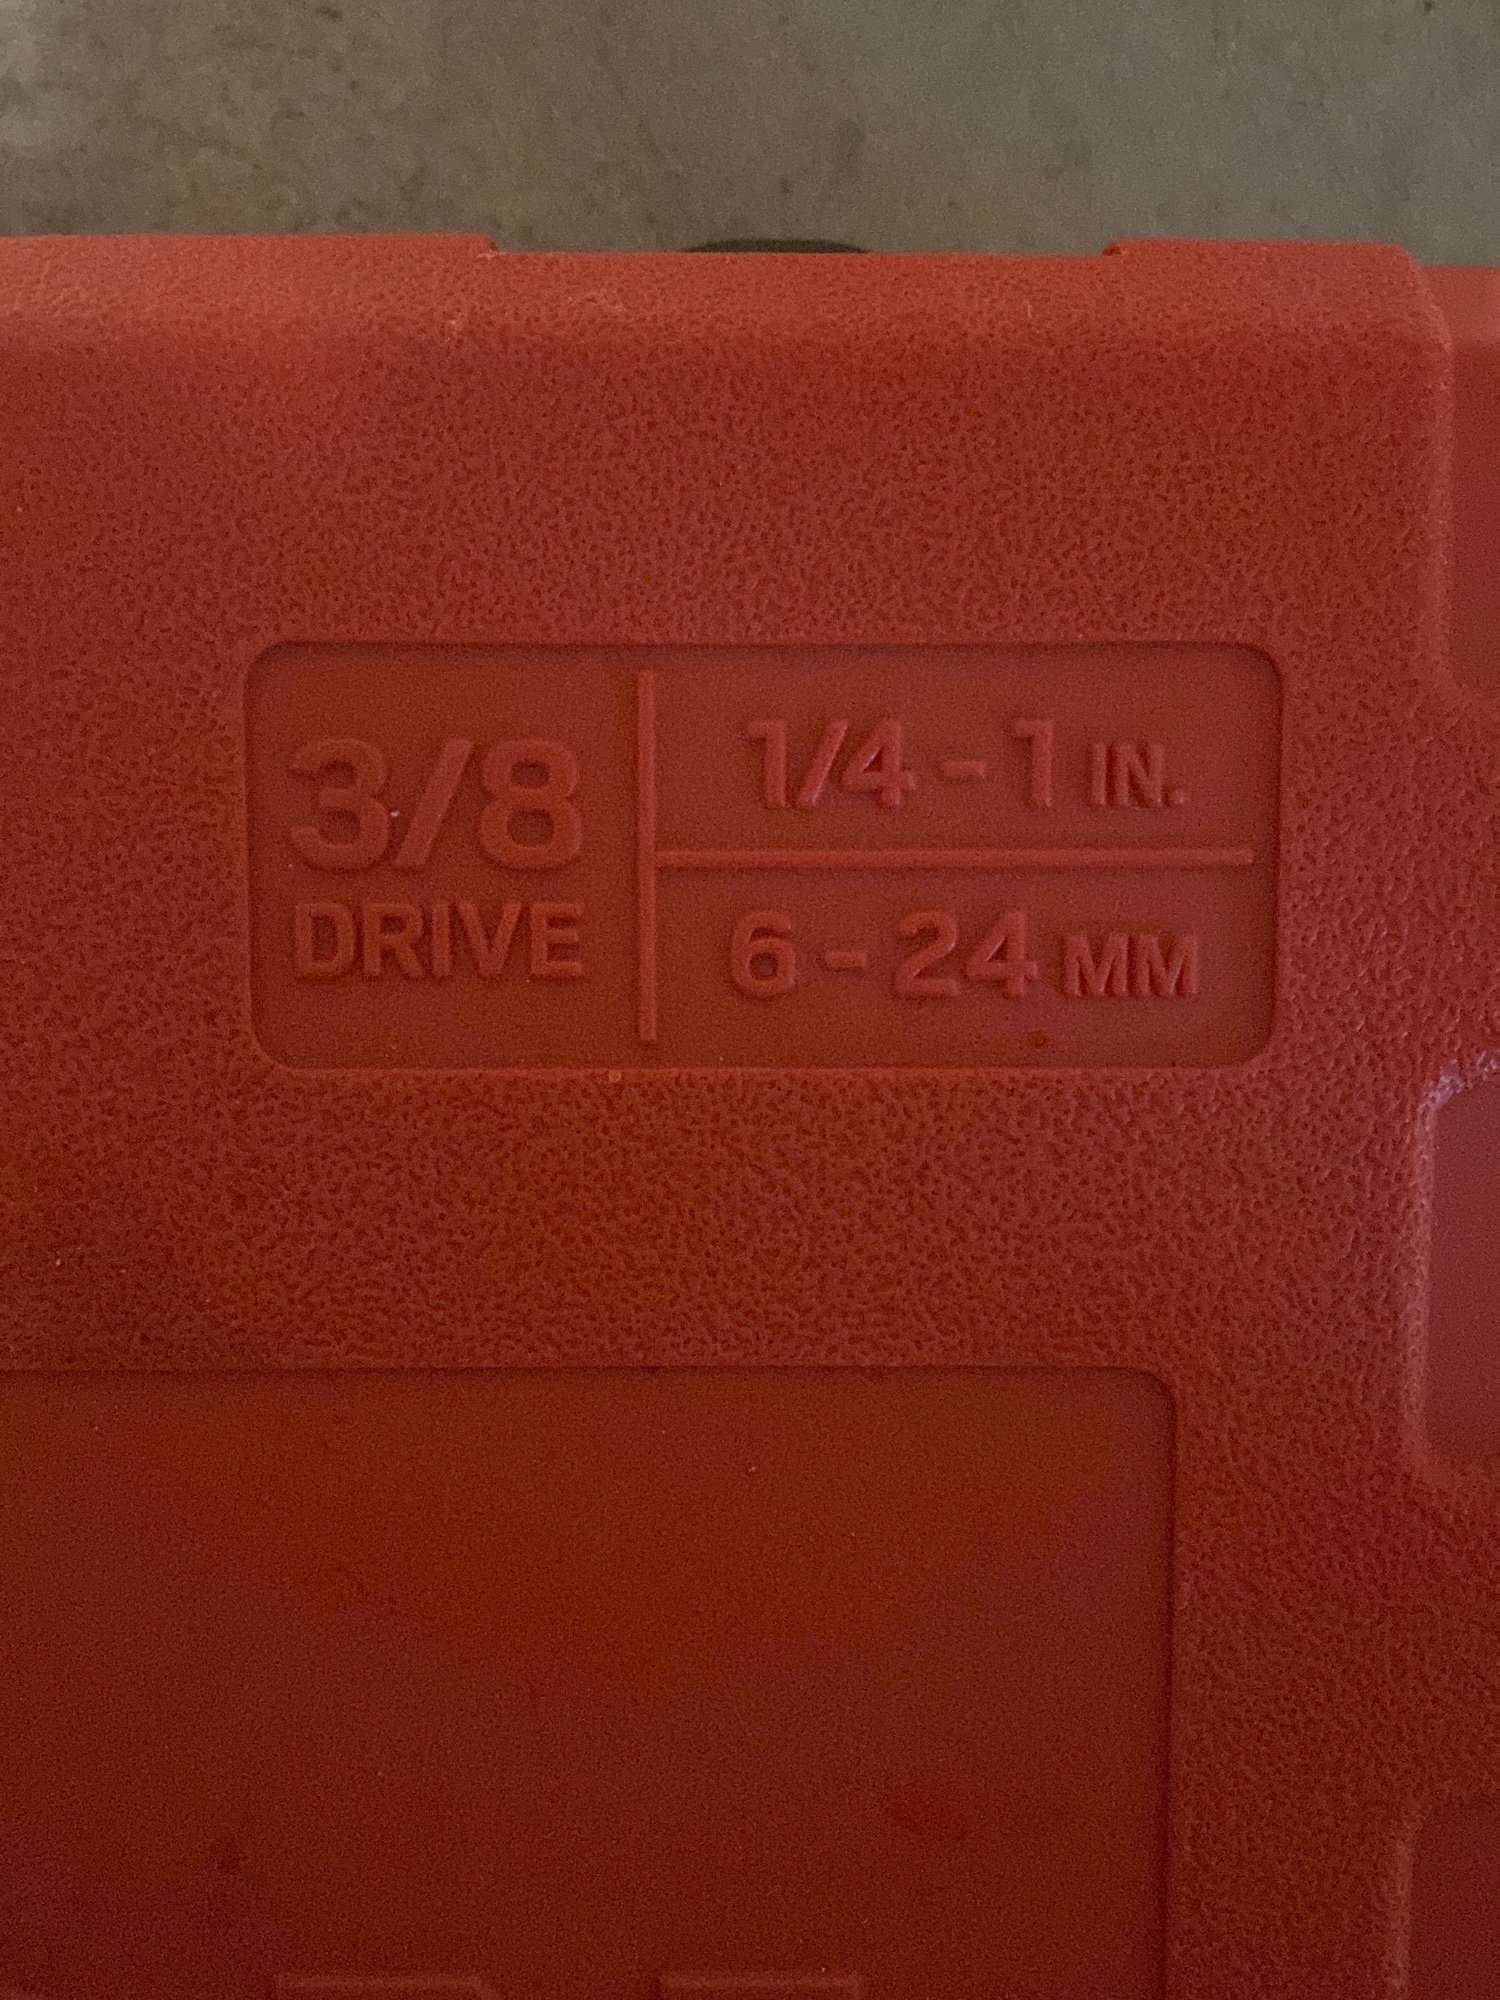 3/8
DRIVE
1/4 - 1 IN.
6 - 24 MM